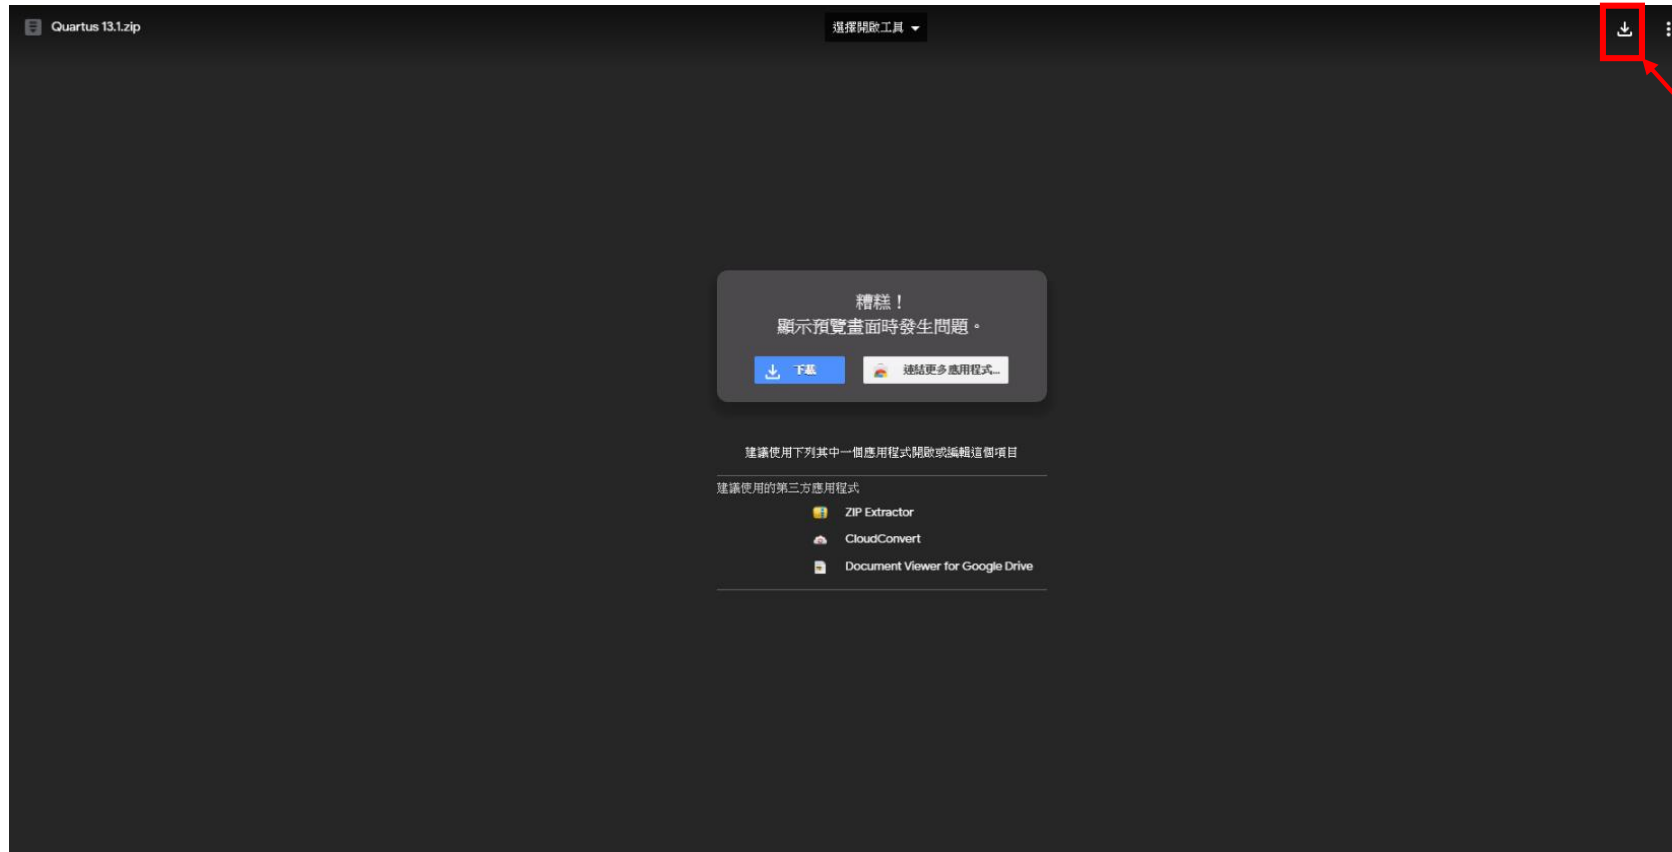 Quartus 13.1.zip
選擇開啟工具
糟糕！
顯示預覽畫面時發生問題。
下載
連結更多應用程式...
建議使用下列其中一個應用程式開啟或編輯這個項目
建議使用的第三方應用程式
ZIP Extractor
CloudConvert
Document Viewer for Google Drive